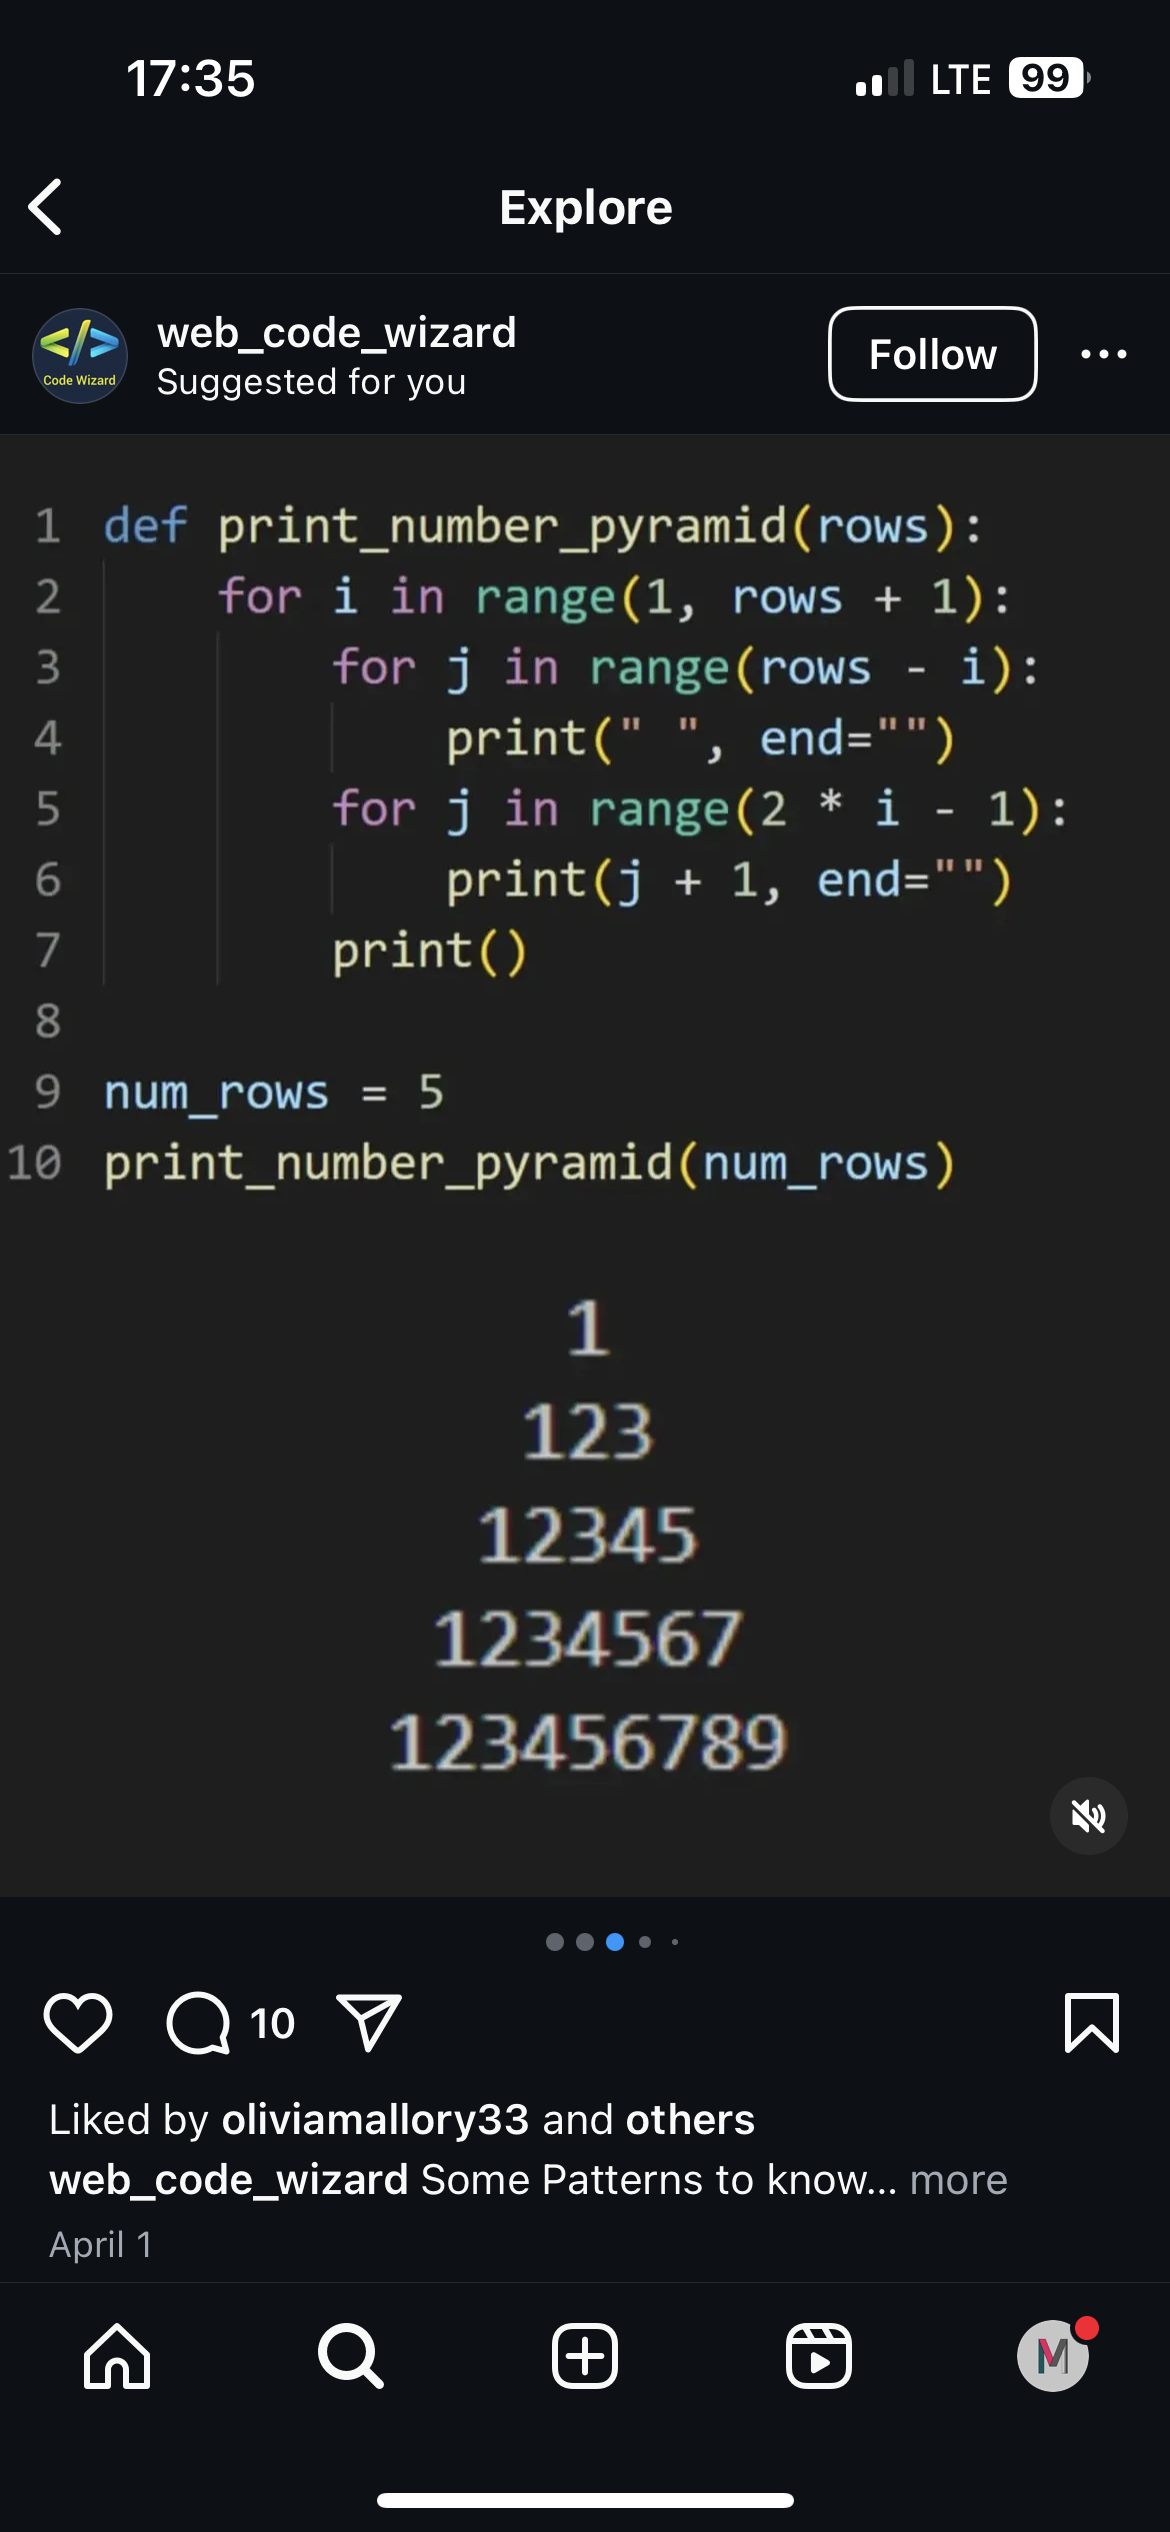 17:35
LTE 99
Explore
Code Wizard
web_code_wizard
Suggested for you
Follow
1 def print_number_pyramid(rows):
2     for i in range(1, rows + 1):
3         for j in range(rows - i):
4             print(" ", end="")
5         for j in range(2 * i - 1):
6             print(j + 1, end="")
7         print()
8
9 num_rows = 5
10 print_number_pyramid(num_rows)
1
123
12345
1234567
123456789
10
Liked by oliviamallory33 and others
web_code_wizard Some Patterns to know... more
April 1
M